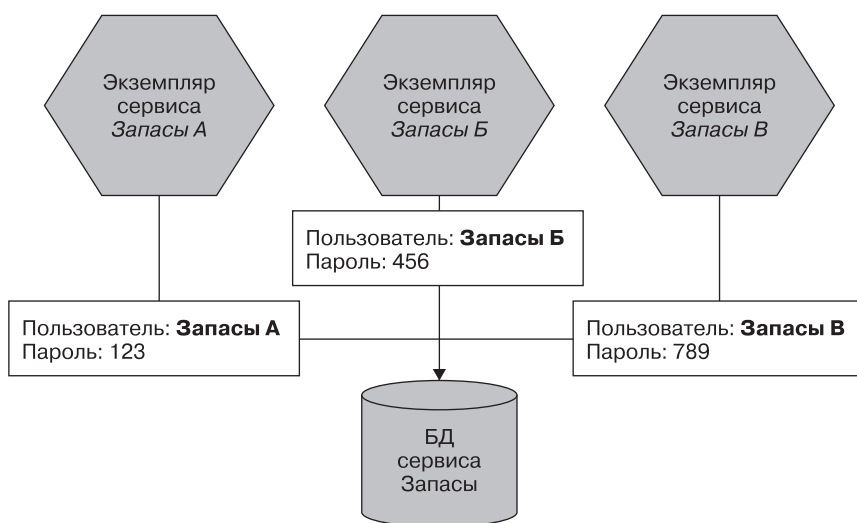 Экземпляр
сервиса
Запасы А
Экземпляр
сервиса
Запасы Б
Экземпляр
сервиса
Запасы В
Пользователь: Запасы Б
Пароль: 456
Пользователь: Запасы А
Пароль: 123
Пользователь: Запасы В
Пароль: 789
БД
сервиса
Запасы